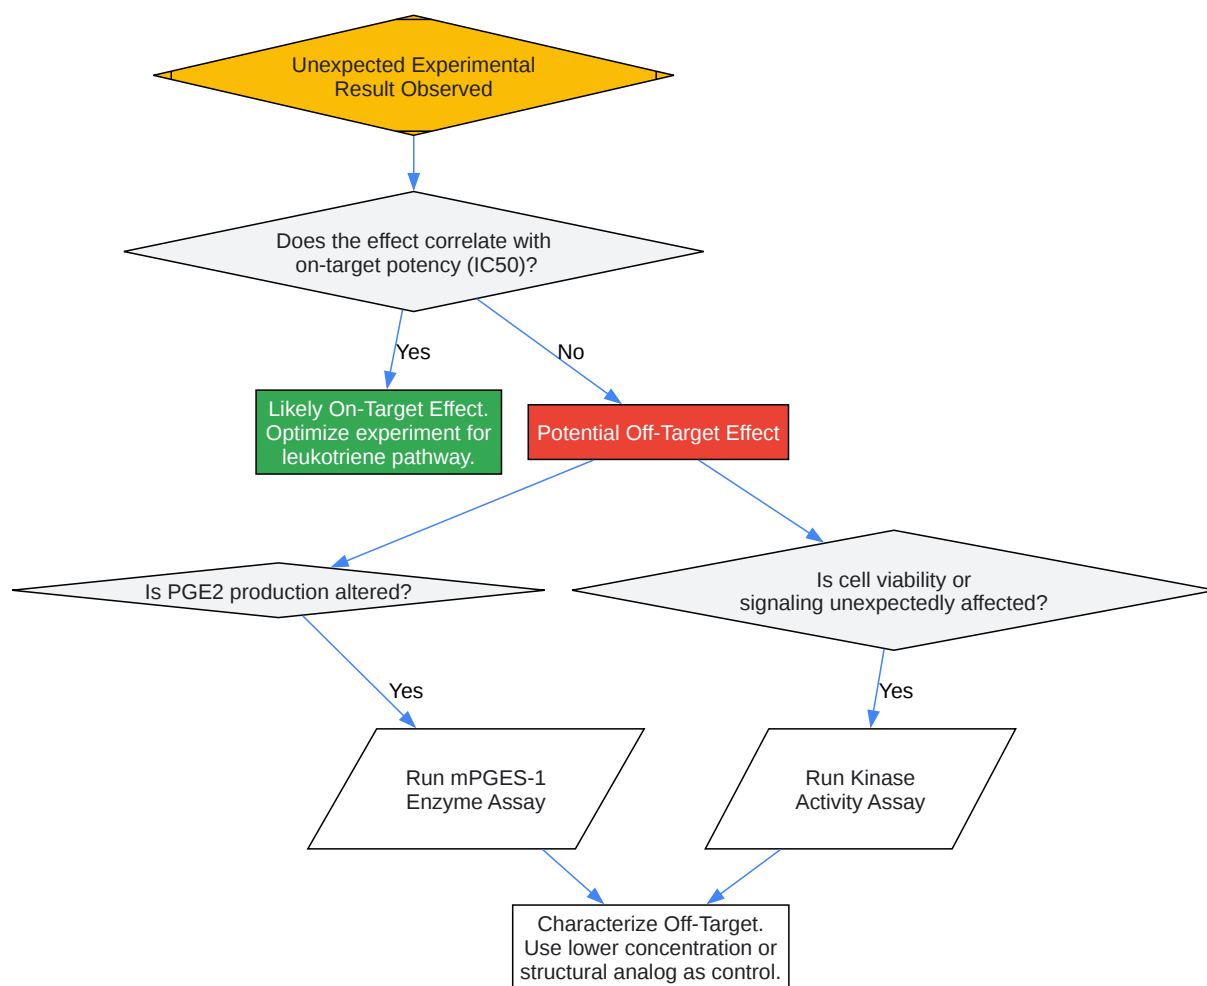 Unexpected Experimental
Result Observed
Does the effect correlate with
on-target potency (IC50)?
Yes
No
Likely On-Target Effect.
Optimize experiment for
leukotriene pathway.
Potential Off-Target Effect
Is PGE2 production altered?
Is cell viability or
signaling unexpectedly affected?
Yes
Yes
Run mPGES-1
Enzyme Assay
Run Kinase
Activity Assay
Characterize Off-Target.
Use lower concentration or
structural analog as control.